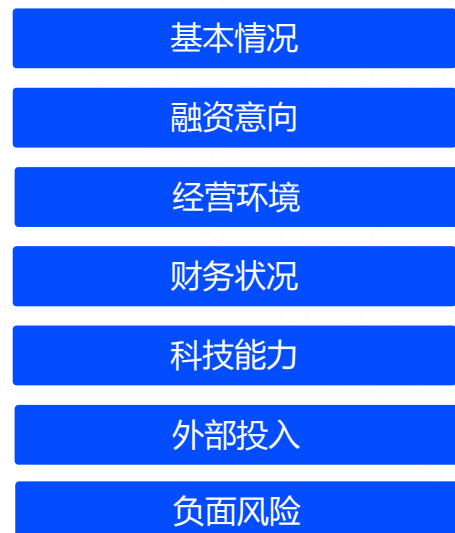 基本情况
融资意向
经营环境
财务状况
科技能力
外部投入
负面风险